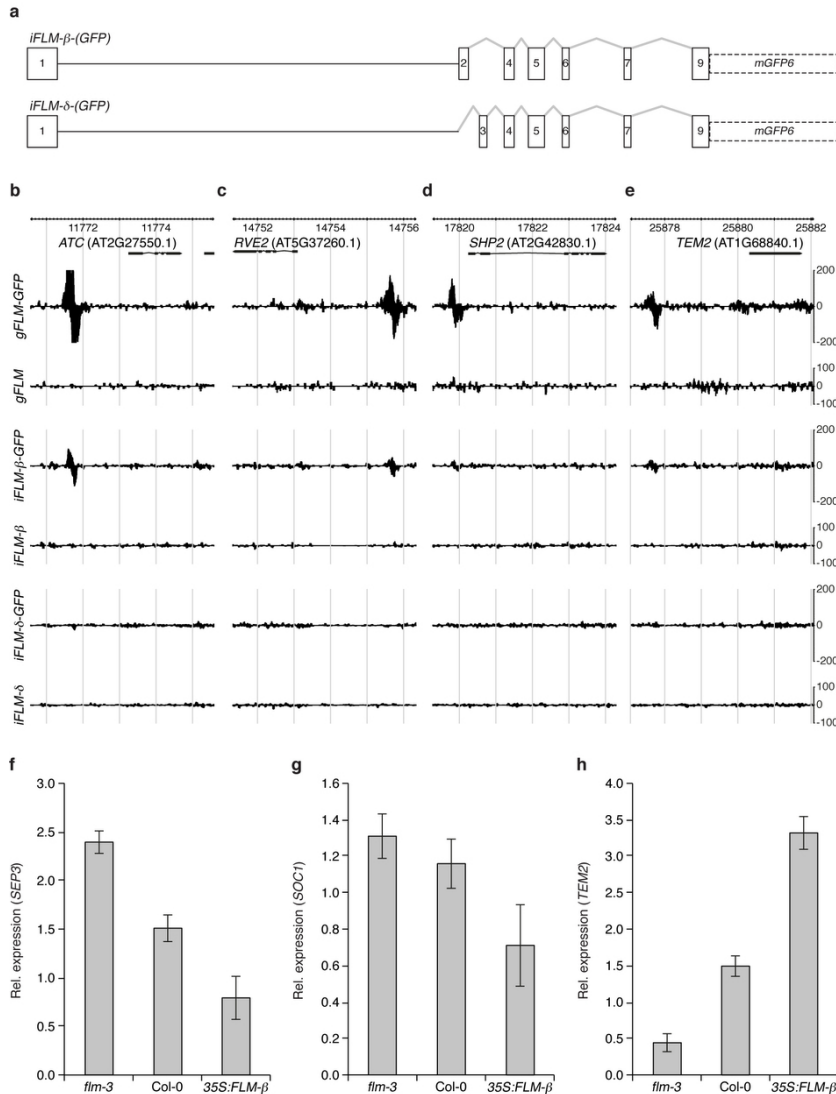 a
iFLM-β-(GFP)
1 2 4 5 6 7 9 mGFP6
iFLM-δ-(GFP)
1 3 4 5 6 7 9 mGFP6
b c d e
11772 11774 14752 14754 14756 17820 17822 17824 25878 25880 25882
ATC (AT2G27550.1) RVE2 (AT5G37260.1) SHP2 (AT2G42830.1) TEM2 (AT1G68840.1)
gFLM-GFP
200
0
-200
gFLM
100
0
-100
iFLM-β-GFP
200
0
-200
iFLM-β
100
0
-100
iFLM-δ-GFP
200
0
-200
iFLM-δ
100
0
-100
f
Rel. expression (SEP3)
3.0
2.5
2.0
1.5
1.0
0.5
0.0
flm-3 Col-0 35S:FLM-β
g
Rel. expression (SOC1)
1.6
1.4
1.2
1.0
0.8
0.6
0.4
0.2
0.0
flm-3 Col-0 35S:FLM-β
h
Rel. expression (TEM2)
4.0
3.5
3.0
2.5
2.0
1.5
1.0
0.5
0.0
flm-3 Col-0 35S:FLM-β